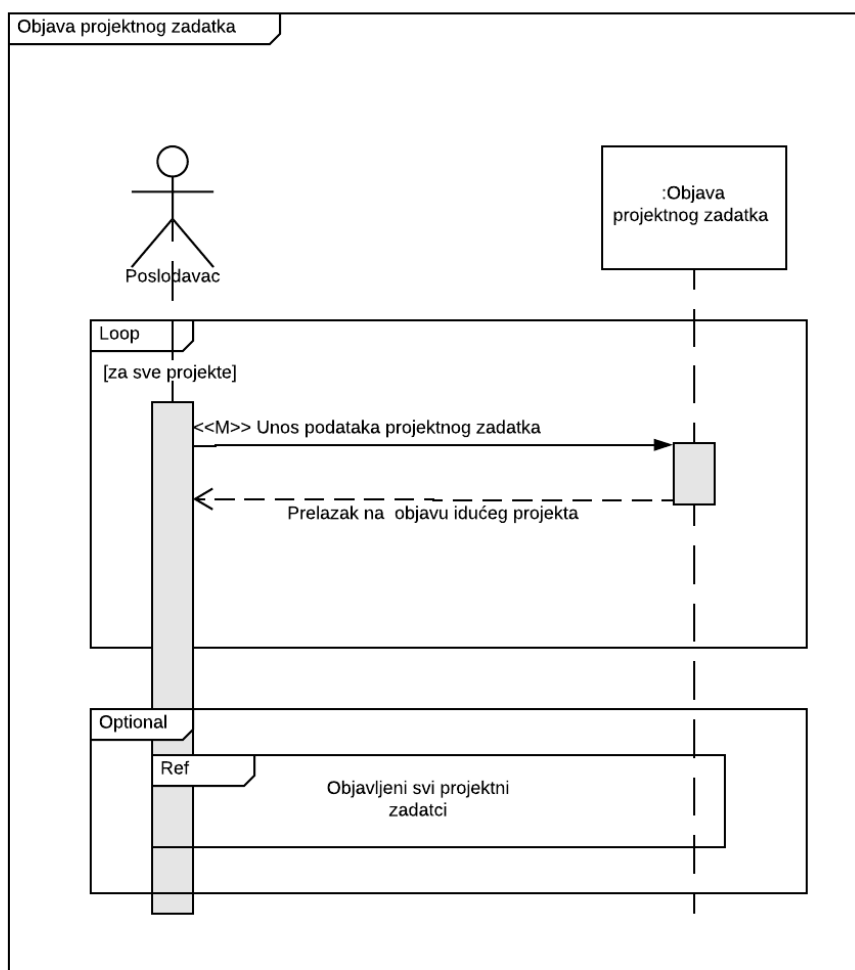 Objava projektnog zadatka
:Objava
projektnog zadatka
Poslodavac
Loop
[za sve projekte]
<<M>> Unos podataka projektnog zadatka
Prelazak na objavu idućeg projekta
Optional
Ref
Objavljeni svi projektni
zadatci